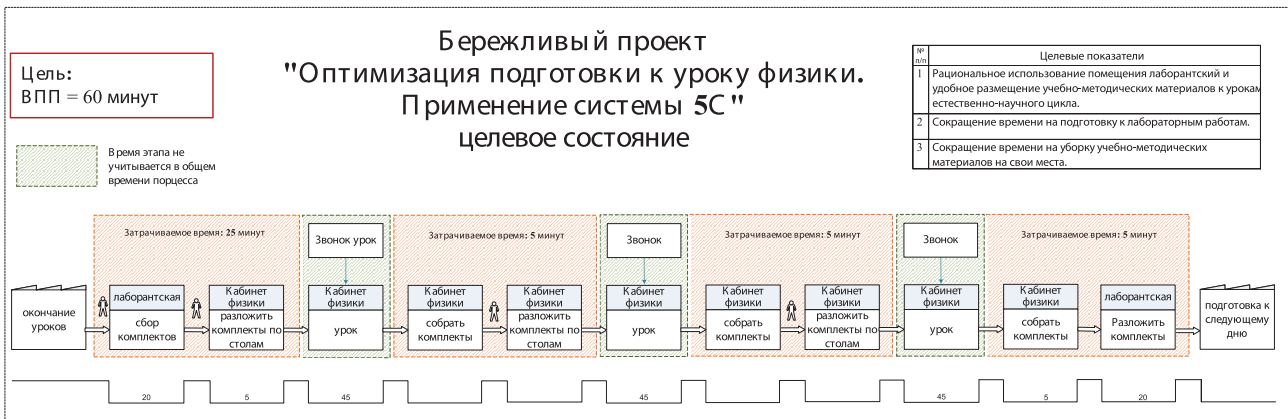 Бережливый проект
"Оптимизация подготовки к уроку физики.
Применение системы 5С"
целевое состояние
Цель:
ВПП = 60 минут
Время этапа не
учитывается в общем
времени порцесса
№
п/п
Целевые показатели
1
Рациональное использование помещения лаборантский и
удобное размещение учебно-методических материалов к урокам
естественно-научного цикла.
2
Сокращение времени на подготовку к лабораторным работам.
3
Сокращение времени на уборку учебно-методических
материалов на свои места.
Затрачиваемое время: 25 минут
Звонок урок
Затрачиваемое время: 5 минут
Звонок
Затрачиваемое время: 5 минут
Звонок
Затрачиваемое время: 5 минут
окончание
уроков
лаборантская
сбор
комплектов
Кабинет
физики
разложить
комплекты по
столам
Кабинет
физики
урок
Кабинет
физики
собрать
комплекты
Кабинет
физики
разложить
комплекты по
столам
Кабинет
физики
урок
Кабинет
физики
собрать
комплекты
Кабинет
физики
разложить
комплекты по
столам
Кабинет
физики
урок
Кабинет
физики
собрать
комплекты
лаборантская
Разложить
комплекты
подготовка к
следующему
дню
20
5
45
45
45
5
20